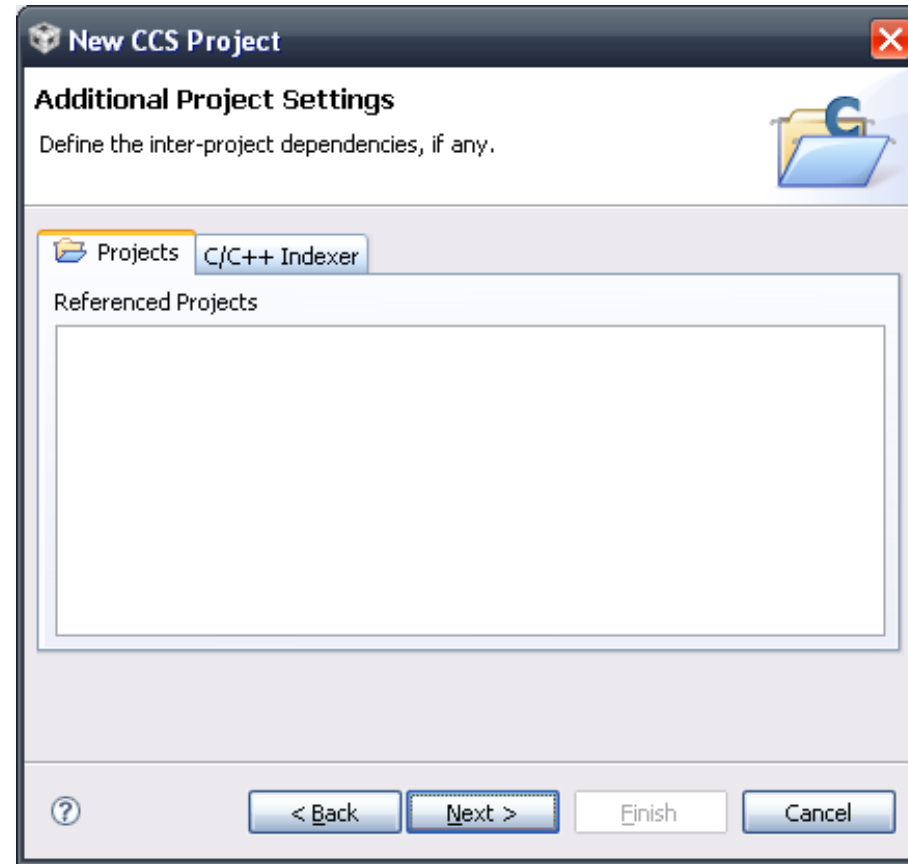 New CCS Project
Additional Project Settings
Define the inter-project dependencies, if any.
Projects C/C++ Indexer
Referenced Projects
? < Back Next > Finish Cancel